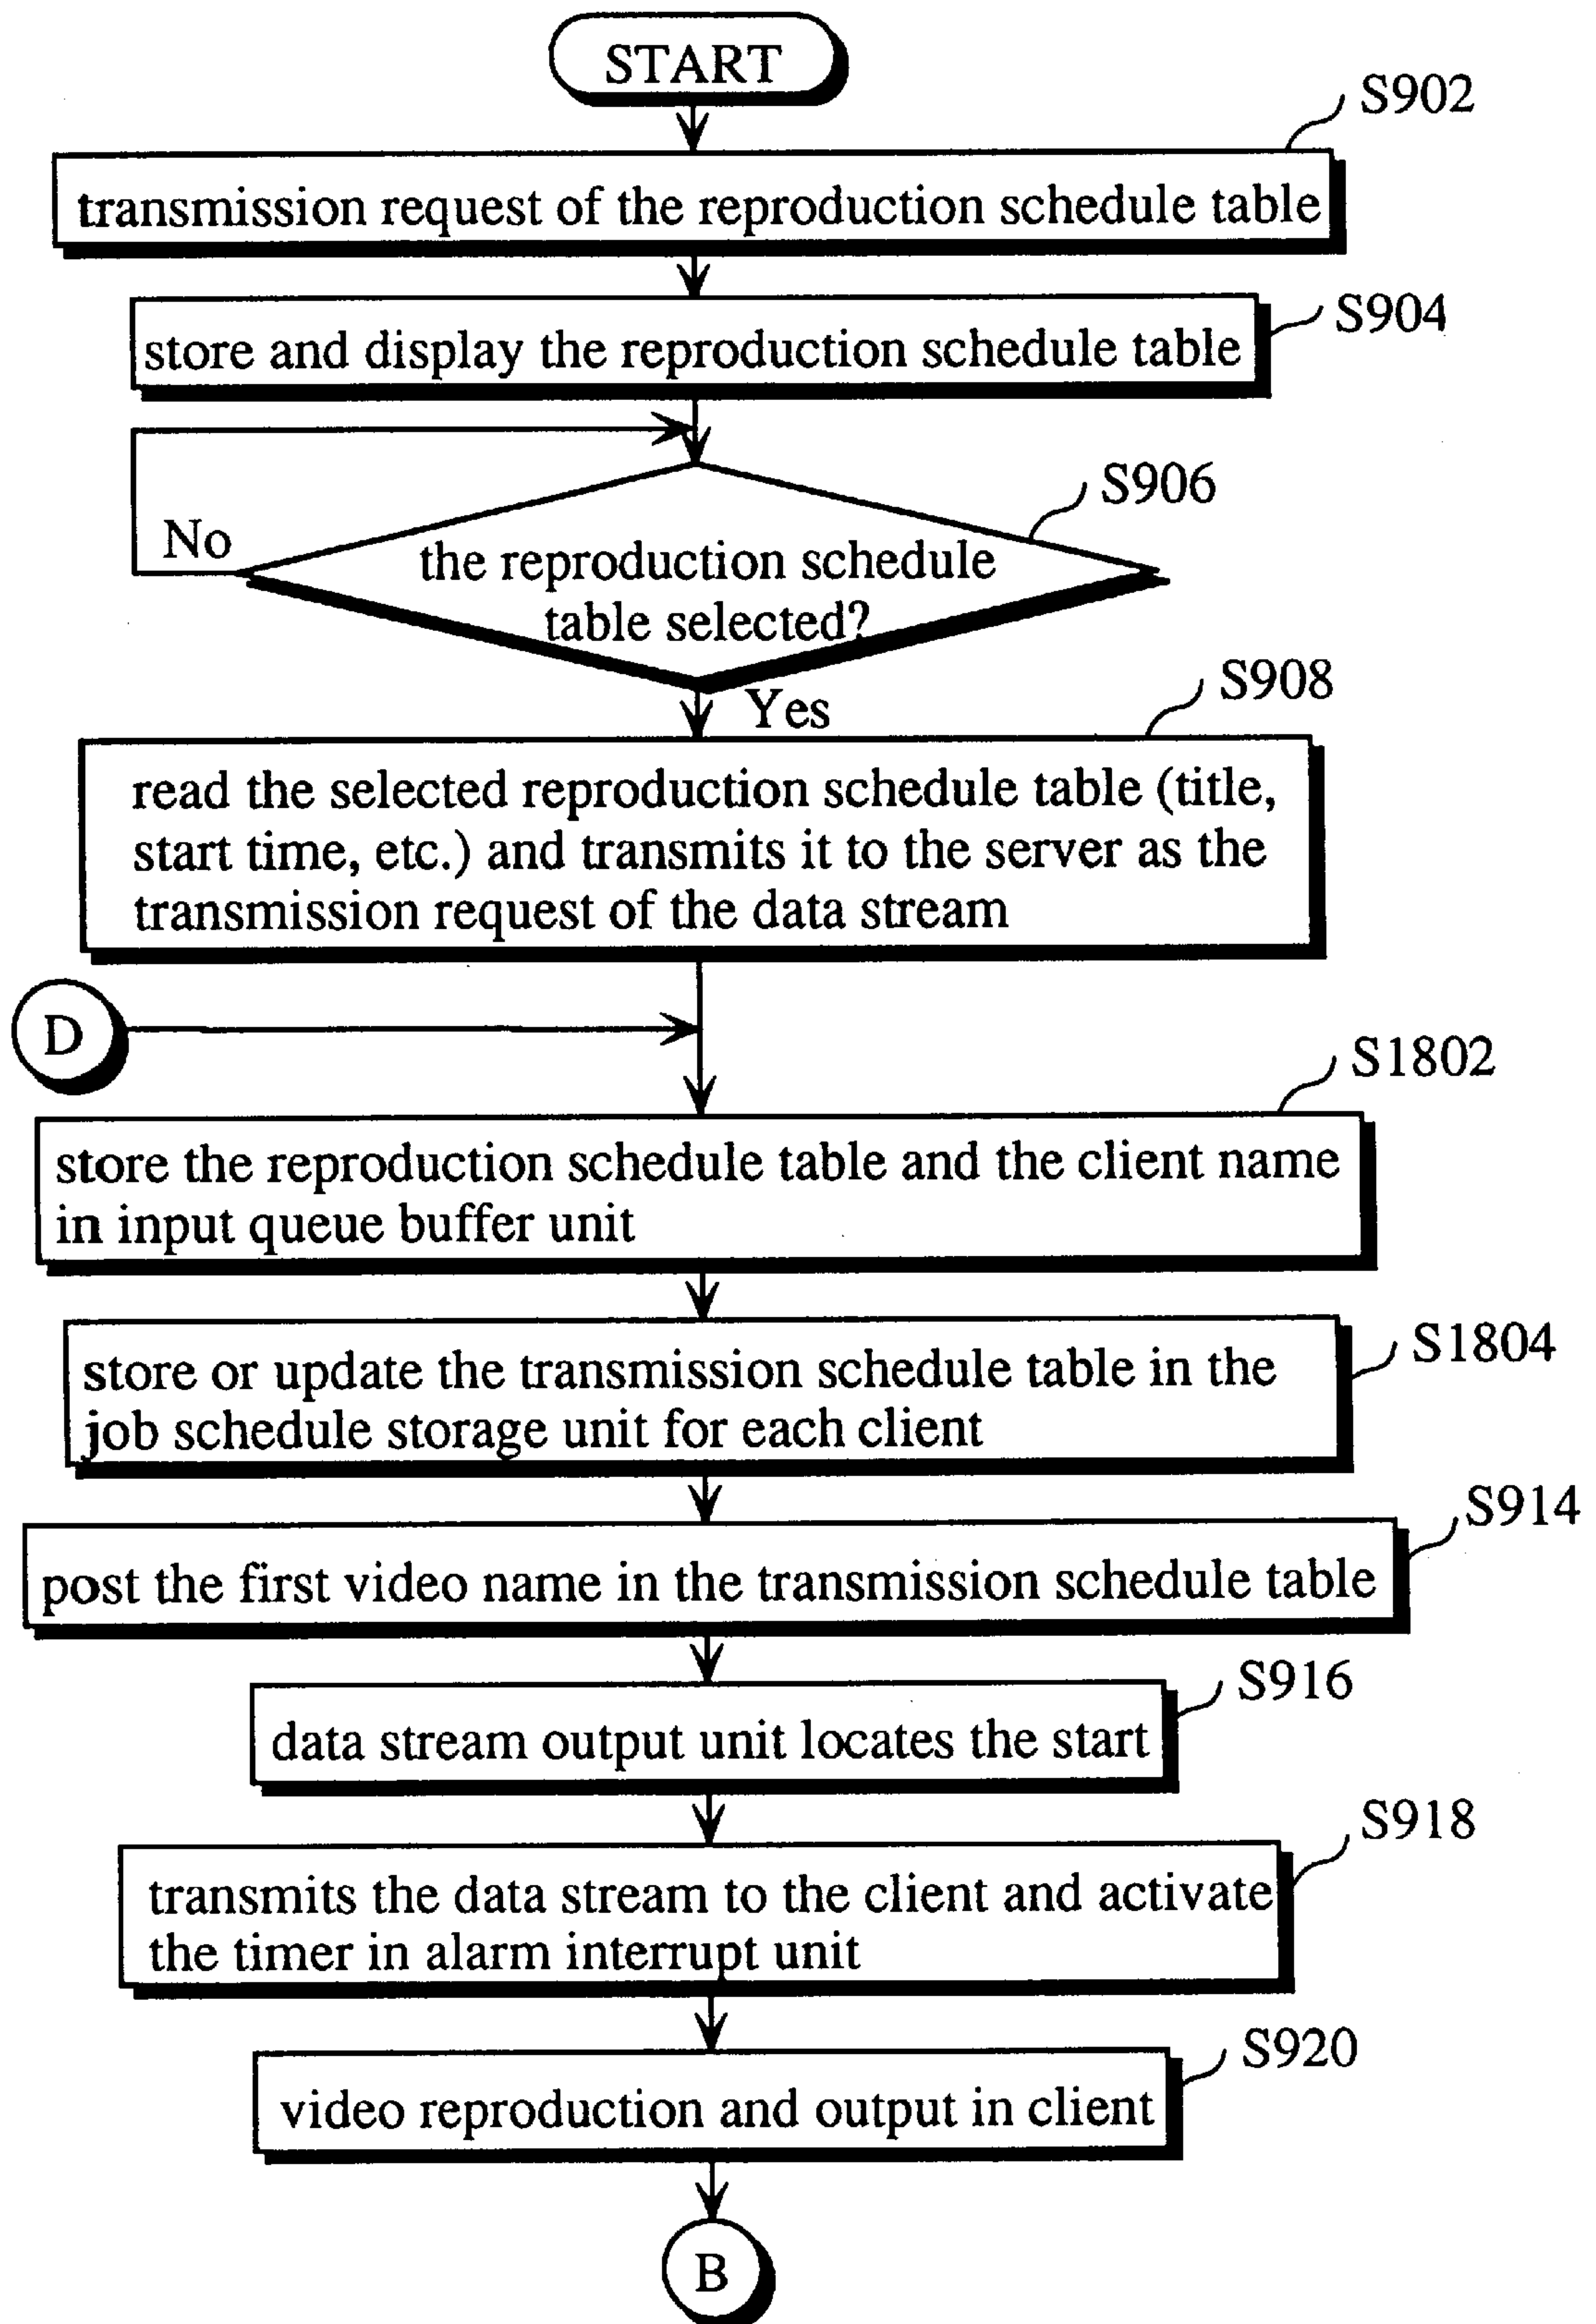 START
S902
transmission request of the reproduction schedule table
S904
store and display the reproduction schedule table
S906
No
the reproduction schedule
table selected?
Yes
S908
read the selected reproduction schedule table (title,
start time, etc.) and transmits it to the server as the
transmission request of the data stream
D
S1802
store the reproduction schedule table and the client name
in input queue buffer unit
S1804
store or update the transmission schedule table in the
job schedule storage unit for each client
S914
post the first video name in the transmission schedule table
S916
data stream output unit locates the start
S918
transmits the data stream to the client and activate
the timer in alarm interrupt unit
S920
video reproduction and output in client
B